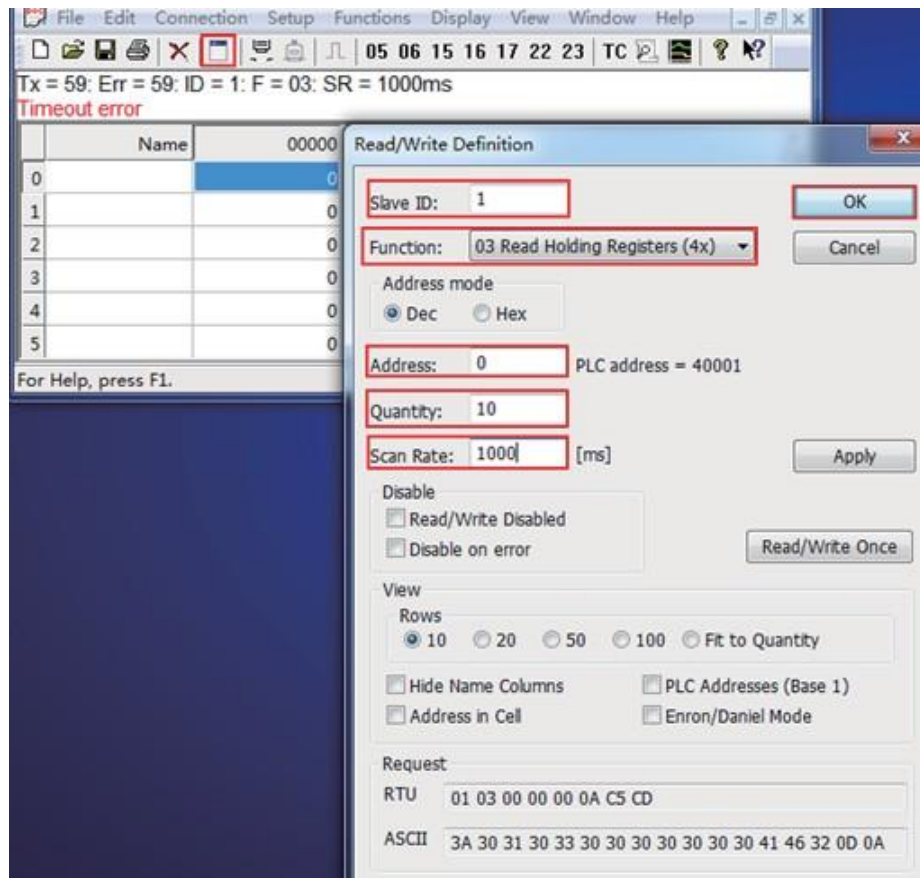 File Edit Connection Setup Functions Display View Window Help
05 06 15 16 17 22 23 TC
Tx = 59: Err = 59: ID = 1: F = 03: SR = 1000ms
Timeout error
Name 00000
0 0
1 0
2 0
3 0
4 0
5 0
For Help, press F1.
Read/Write Definition
Slave ID: 1 OK
Function: 03 Read Holding Registers (4x) Cancel
Address mode
Dec Hex
Address: 0 PLC address = 40001
Quantity: 10
Scan Rate: 1000 [ms] Apply
Disable
Read/Write Disabled
Disable on error Read/Write Once
View
Rows
10 20 50 100 Fit to Quantity
Hide Name Columns PLC Addresses (Base 1)
Address in Cell Enron/Daniel Mode
Request
RTU 01 03 00 00 00 0A C5 CD
ASCII 3A 30 31 30 33 30 30 30 30 30 30 30 41 46 32 0D 0A